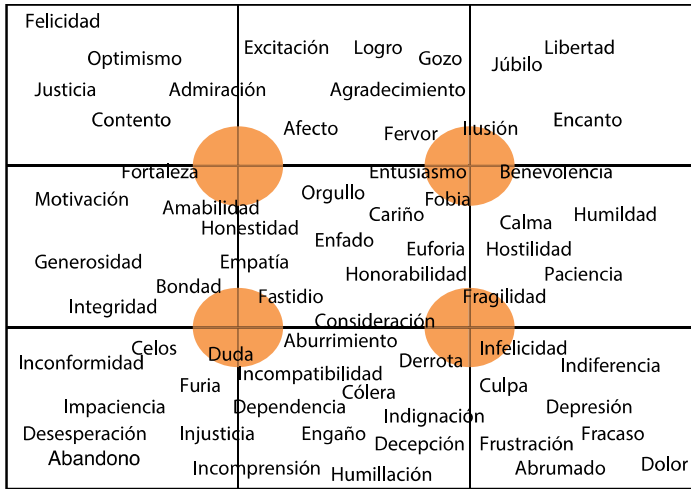 Felicidad
Optimismo
Justicia
Admiración
Contento
Excitación
Logro
Gozo
Agradecimiento
Afecto
Fervor
Júbilo
Libertad
Ilusión
Encanto
Fortaleza
Motivación
Amabilidad
Honestidad
Generosidad
Empatía
Bondad
Integridad
Entusiasmo
Orgullo
Fobia
Cariño
Enfado
Euforia
Honorabilidad
Fastidio
Consideración
Benevolencia
Humildad
Calma
Hostilidad
Paciencia
Fragilidad
Celos
Duda
Inconformidad
Furia
Impaciencia
Desesperación
Injusticia
Abandono
Aburrimiento
Derrota
Incompatibilidad
Cólera
Dependencia
Indignación
Engaño
Decepción
Incomprensión
Humillación
Infelicidad
Indiferencia
Culpa
Depresión
Fracaso
Frustración
Abrumado
Dolor